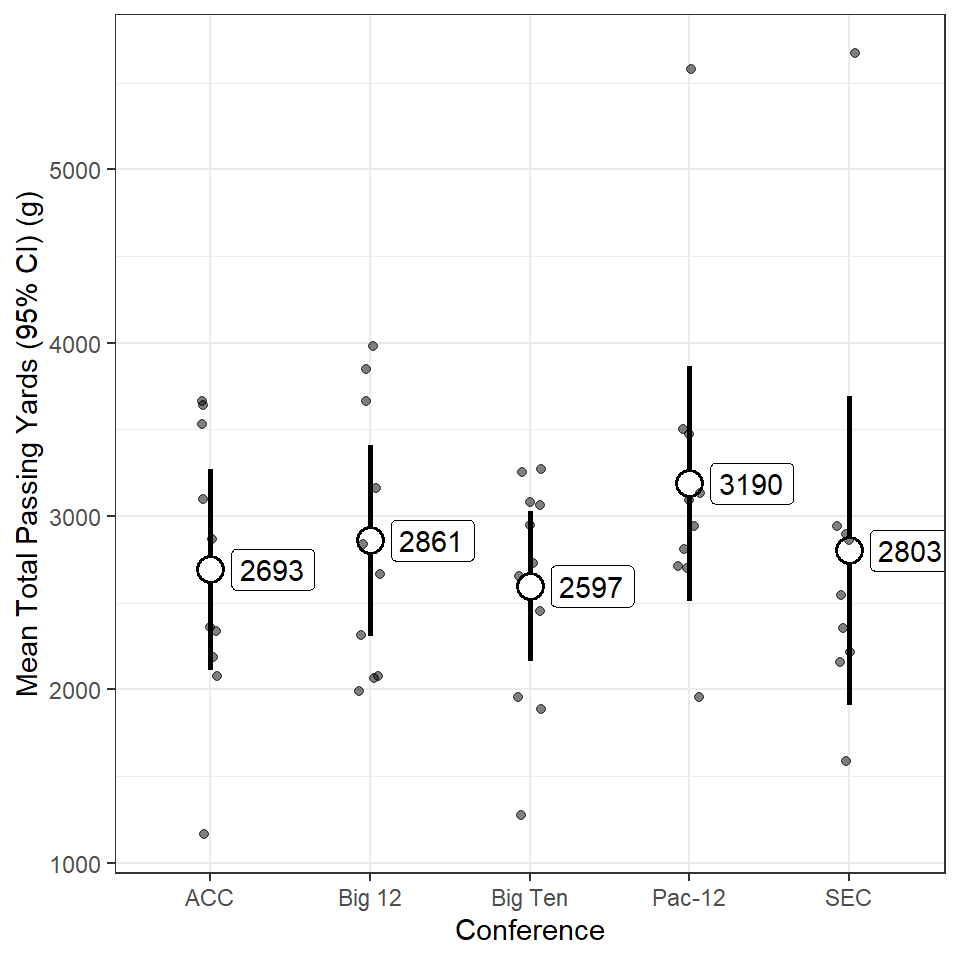 Mean Total Passing Yards (95% CI) (g)
5000
4000
3000
2000
1000
2693
2861
2597
3190
2803
ACC
Big 12
Big Ten
Pac-12
SEC
Conference